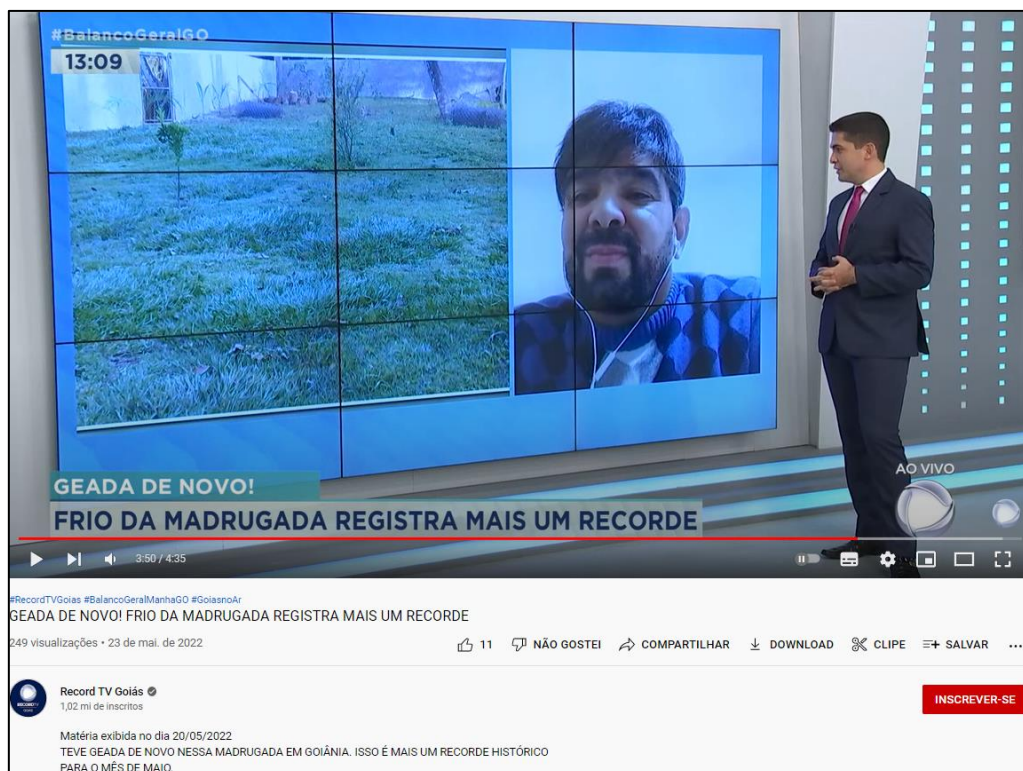 #BalancoGeralGO
13:09
GEADA DE NOVO!
FRIO DA MADRUGADA REGISTRA MAIS UM RECORDE
AO VIVO
3:50 / 4:35
#RecordTVGoias #BalancoGeralManhaGO #GoiasnoAr
GEADA DE NOVO! FRIO DA MADRUGADA REGISTRA MAIS UM RECORDE
249 visualizações • 23 de mai. de 2022
11 NÃO GOSTEI COMPARTILHAR DOWNLOAD CLIPE SALVAR ...
Record TV Goiás
1,02 mi de inscritos
INSCREVER-SE
Matéria exibida no dia 20/05/2022
TEVE GEADA DE NOVO NESSA MADRUGADA EM GOIÂNIA. ISSO É MAIS UM RECORDE HISTÓRICO
PARA O MÊS DE MAIO.